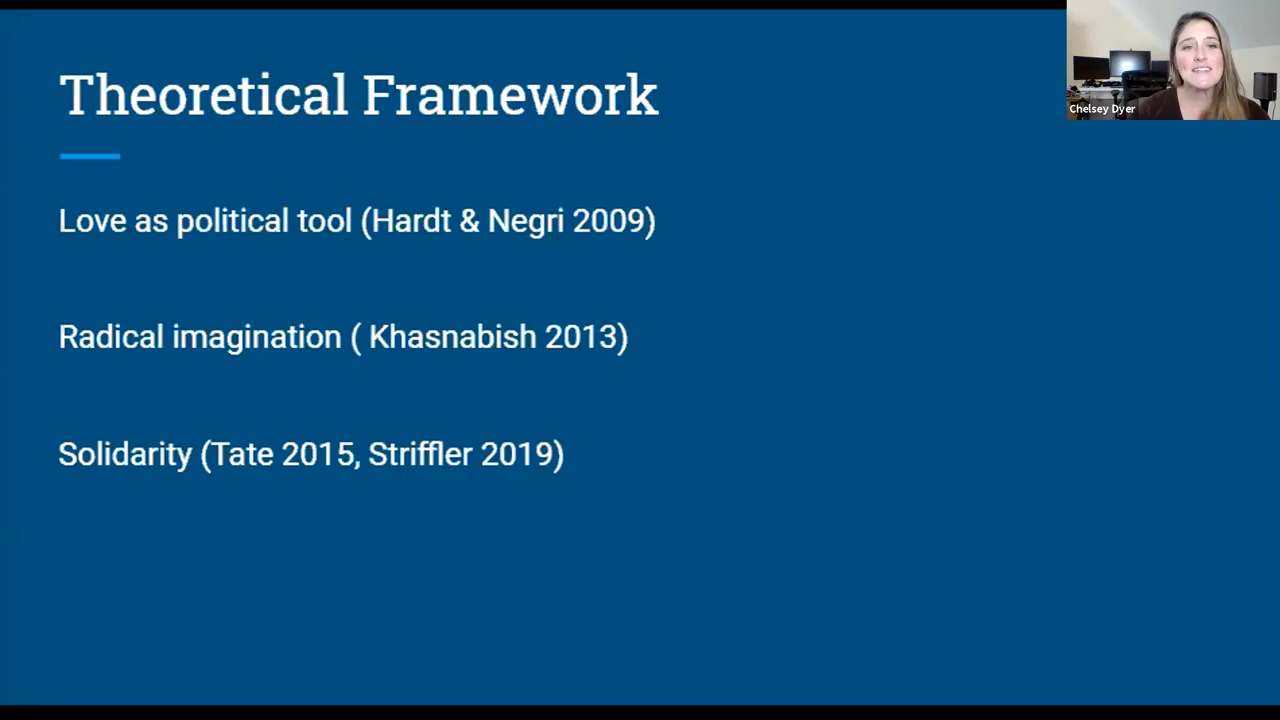 Theoretical Framework
Chelsey Dyer
Love as political tool (Hardt & Negri 2009)
Radical imagination ( Khasnabish 2013)
Solidarity (Tate 2015, Striffler 2019)